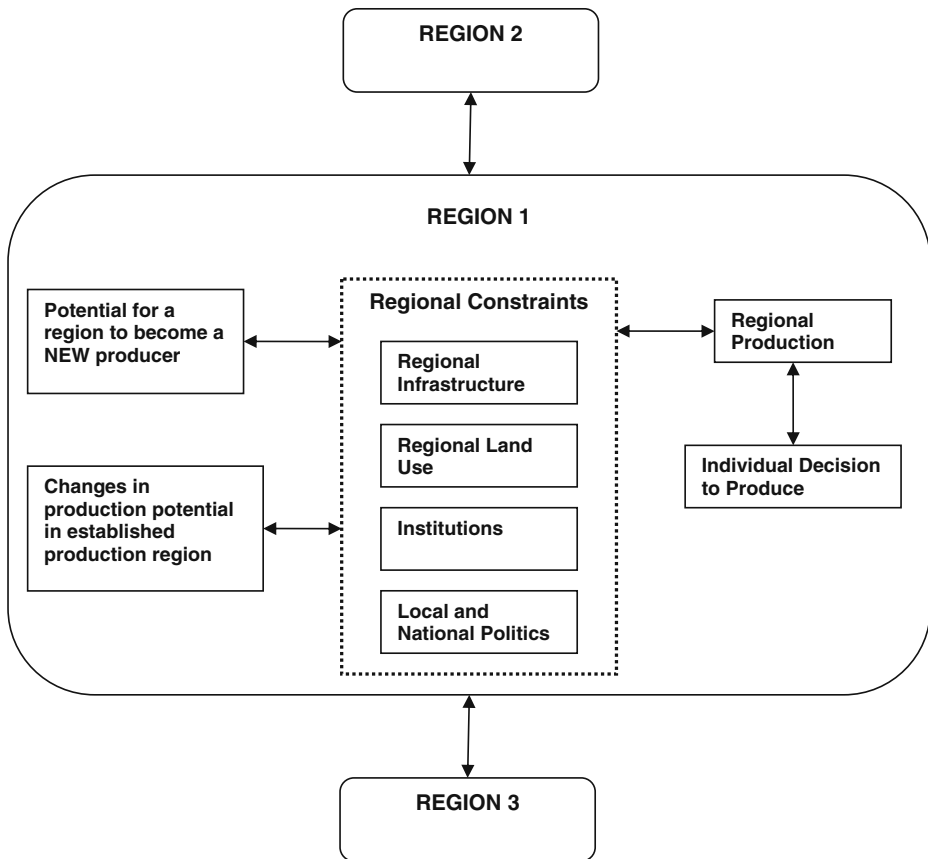 REGION 2
REGION 1
Potential for a
region to become a
NEW producer
Changes in
production potential
in established
production region
Regional Constraints
Regional
Infrastructure
Regional Land
Use
Institutions
Local and
National Politics
Regional
Production
Individual Decision
to Produce
REGION 3